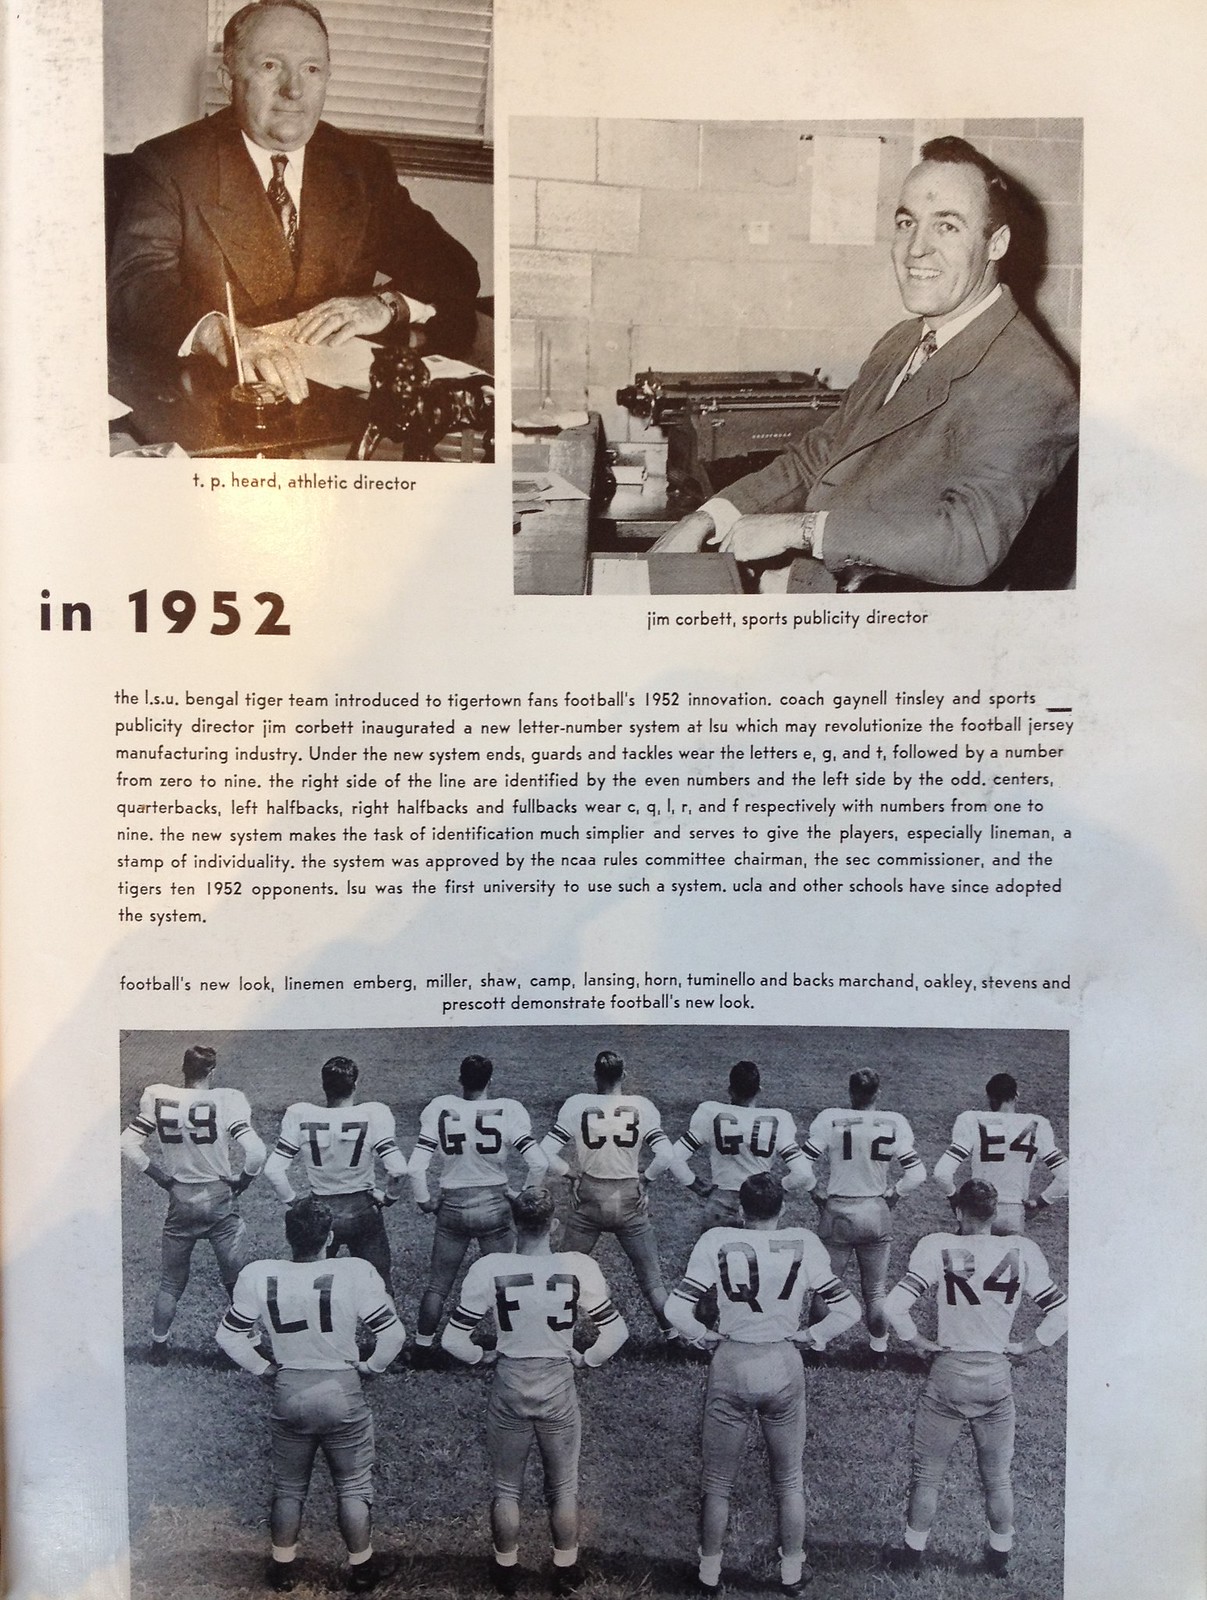 t. p. heard, athletic director
jim corbett, sports publicity director
in 1952
the l.s.u. bengal tiger team introduced to tigertown fans football's 1952 innovation. coach gaynell tinsley and sports
publicity director jim corbett inaugurated a new letter-number system at lsu which may revolutionize the football jersey
manufacturing industry. Under the new system ends, guards and tackles wear the letters e, g, and t, followed by a number
from zero to nine. the right side of the line are identified by the even numbers and the left side by the odd. centers,
quarterbacks, left halfbacks, right halfbacks and fullbacks wear c, q, l, r, and f respectively with numbers from one to
nine. the new system makes the task of identification much simplier and serves to give the players, especially lineman, a
stamp of individuality. the system was approved by the ncaa rules committee chairman, the sec commissioner, and the
tigers ten 1952 opponents. lsu was the first university to use such a system. ucla and other schools have since adopted
the system.
football's new look, linemen emberg, miller, shaw, camp, lansing, horn, tuminello and backs marchand, oakley, stevens and
prescott demonstrate football's new look.
E9 T7 G5 C3 G0 T2 E4
L1 F3 Q7 R4